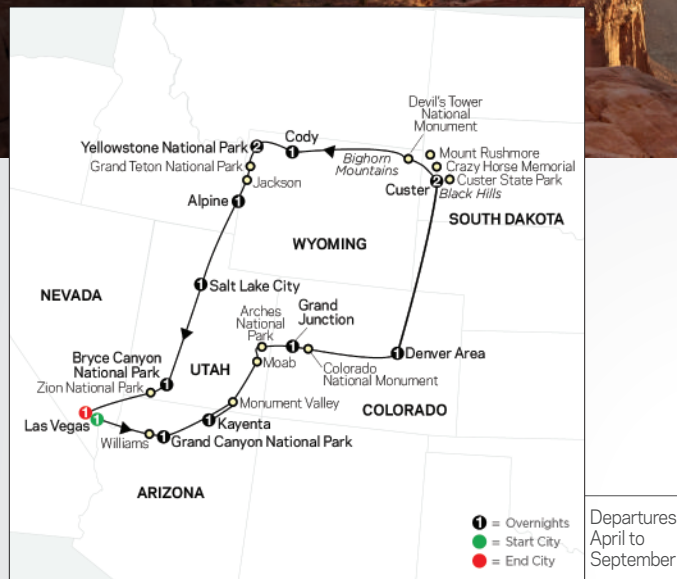 Devil's Tower
National
Monument
Cody
1
Yellowstone National Park 2
Grand Teton National Park
Jackson
Bighorn
Mountains
Mount Rushmore
Crazy Horse Memorial
Custer State Park
Custer 2
Black Hills
Alpine 1
SOUTH DAKOTA
WYOMING
Salt Lake City
1
NEVADA
Arches
National
Park
Grand
Junction
1
Bryce Canyon
National Park 1
Zion National Park
UTAH
Moab
Colorado
National Monument
1 Denver Area
COLORADO
Monument Valley
1
Las Vegas 1
Kayenta
1
Williams
1
Grand Canyon National Park
ARIZONA
1 = Overnights
= Start City
= End City
Departures
April to
September